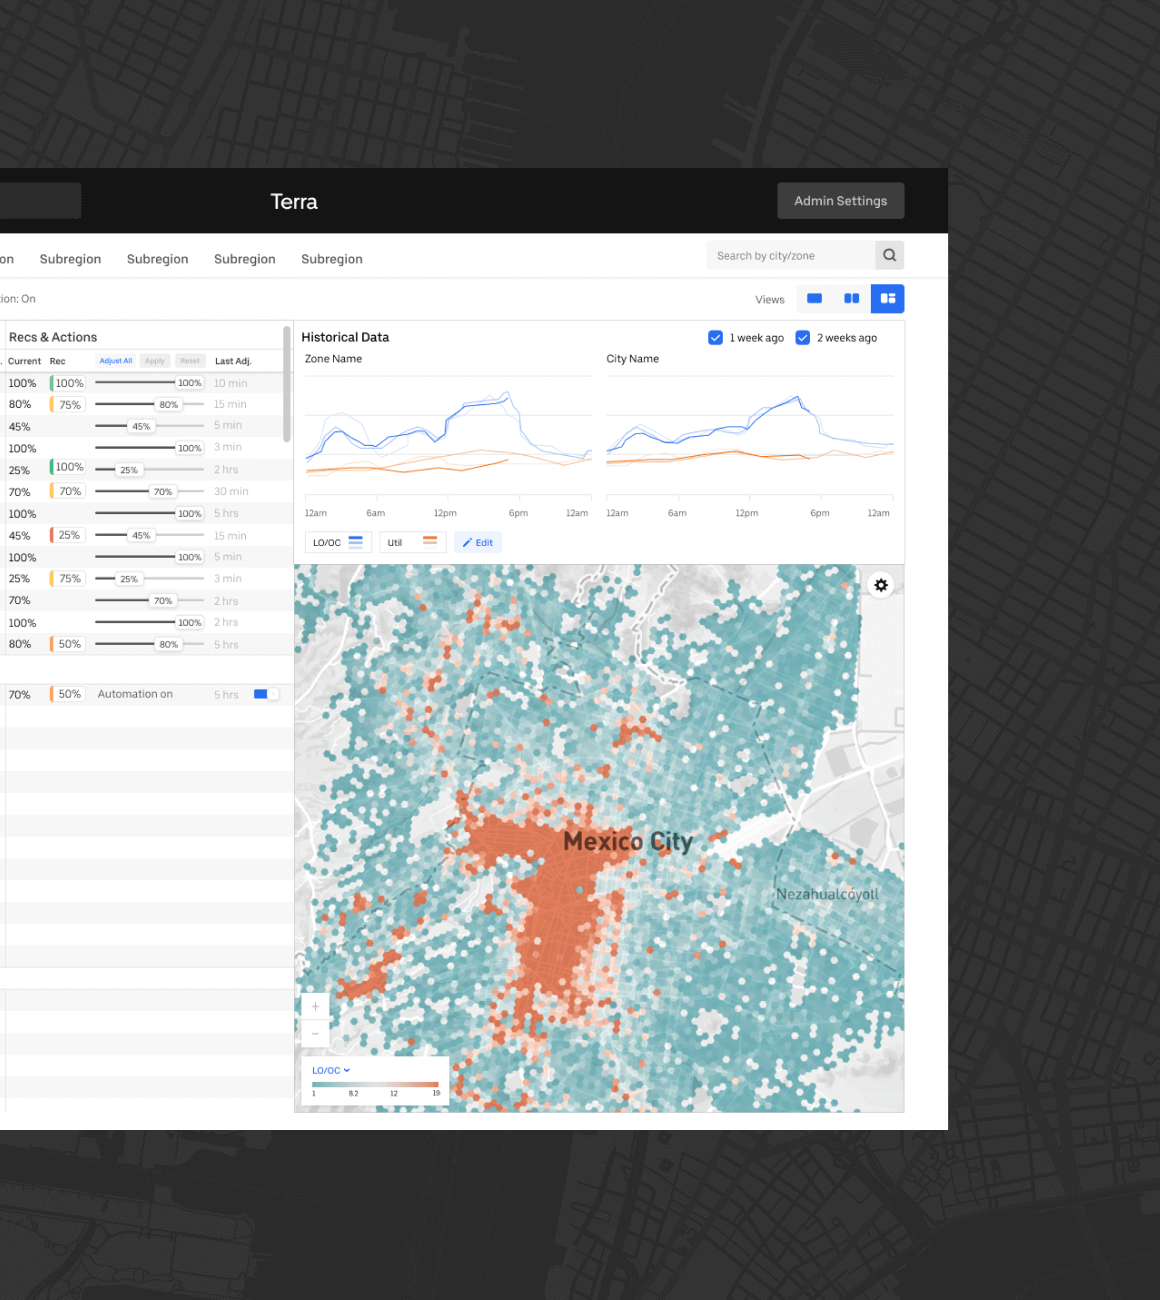 Terra
Admin Settings
on
Subregion
Subregion
Subregion
Subregion
Search by city/zone
ion: On
Views
Recs & Actions
. Current Rec Adjust All Apply Reset Last Adj.
100% 100% 100% 10 min
80% 75% 80% 15 min
45% 45% 5 min
100% 100% 3 min
25% 100% 25% 2 hrs
70% 70% 70% 30 min
100% 100% 5 hrs
45% 25% 45% 15 min
100% 100% 5 min
25% 75% 25% 3 min
70% 70% 2 hrs
100% 100% 2 hrs
80% 50% 80% 5 hrs
70% 50% Automation on 5 hrs
Historical Data
1 week ago
2 weeks ago
Zone Name
City Name
12am 6am 12pm 6pm 12am
12am 6am 12pm 6pm 12am
LO/OC
Util
Edit
Mexico City
Nezahualcóyotl
+
−
LO/OC
1 8.2 12 19